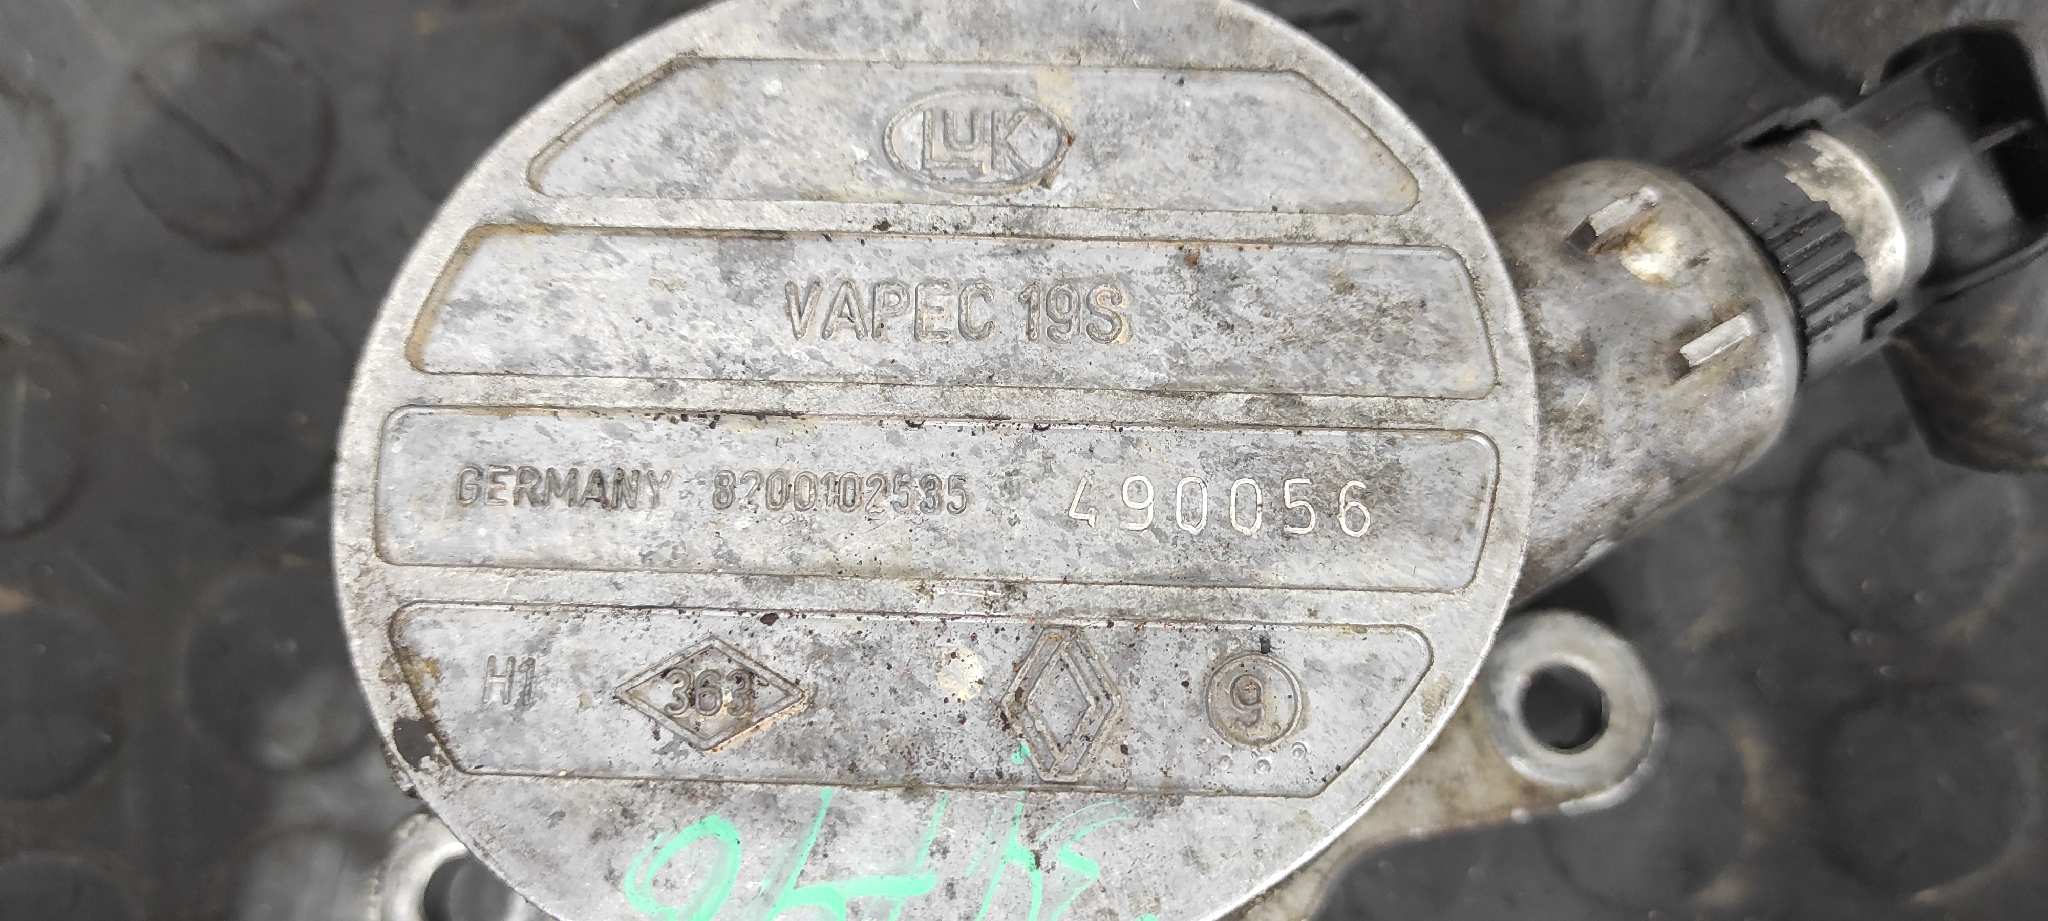 LUK
VAPEC 19S
GERMANY 8200102535 490056
H1 363 9